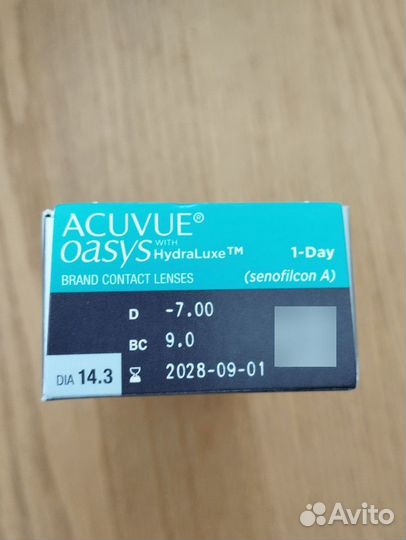 ACUVUE®
OASYS WITH HydraLuxe™ 1-Day
BRAND CONTACT LENSES (senofilcon A)
D -7.00
BC 9.0
DIA 14.3 2028-09-01
Avito